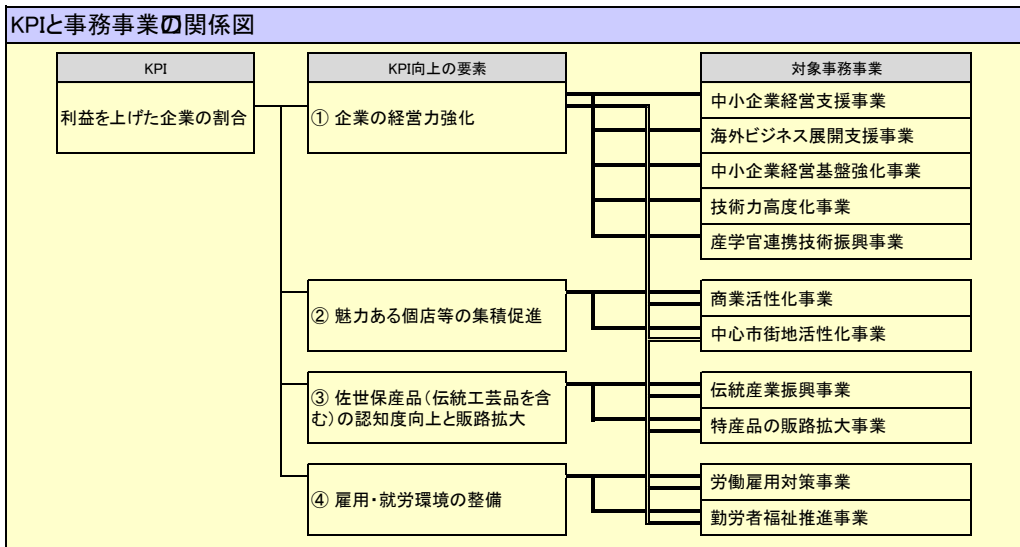 KPIと事務事業の関係図
KPI
KPI向上の要素
対象事務事業
利益を上げた企業の割合
① 企業の経営力強化
中小企業経営支援事業
海外ビジネス展開支援事業
中小企業経営基盤強化事業
技術力高度化事業
産学官連携技術振興事業
② 魅力ある個店等の集積促進
商業活性化事業
中心市街地活性化事業
③ 佐世保産品(伝統工芸品を含
む)の認知度向上と販路拡大
伝統産業振興事業
特産品の販路拡大事業
④ 雇用・就労環境の整備
労働雇用対策事業
勤労者福祉推進事業